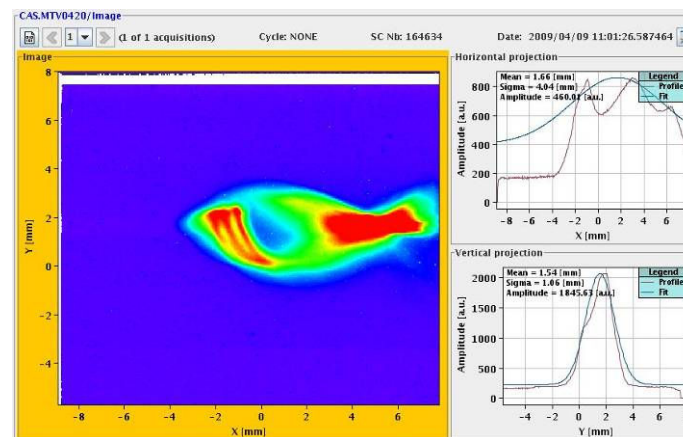 CAS.MTV0420/Image
1 (1 of 1 acquisitions) Cycle: NONE SC Nb: 164634 Date: 2009/04/09 11:01:26.587464
Image
8
6
4
2
0
-2
-4
Y [mm]
-8 -6 -4 -2 0 2 4 6
X [mm]
Horizontal projection
Mean = 1.66 [mm]
Sigma = 4.04 [mm]
Amplitude = 460.01 [a.u.]
Legend
Profile
Fit
800
600
400
200
0
Amplitude [a.u.]
-8 -6 -4 -2 0 2 4 6
X [mm]
Vertical projection
Mean = 1.54 [mm]
Sigma = 1.06 [mm]
Amplitude = 1845.63 [a.u.]
Legend
Profile
Fit
2000
1500
1000
500
0
Amplitude [a.u.]
-4 -2 0 2 4 6 8
Y [mm]